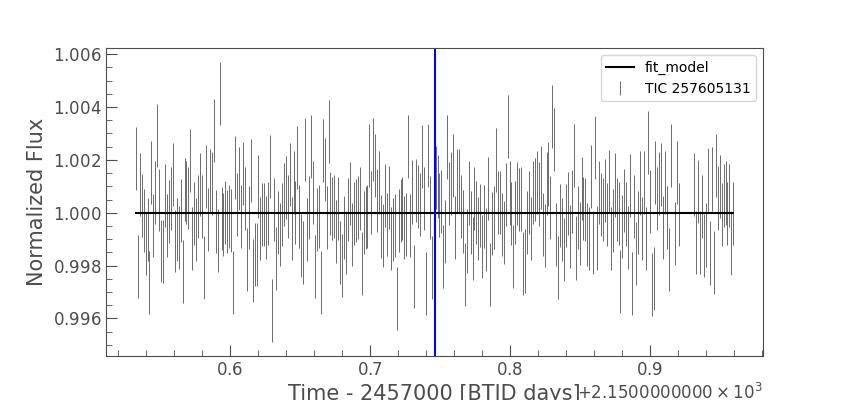 1.006
1.004
1.002
1.000
0.998
0.996
Normalized Flux
fit_model
TIC 257605131
0.6 0.7 0.8 0.9
Time - 2457000 [BTJD days]
+2.1500000000 × 10³